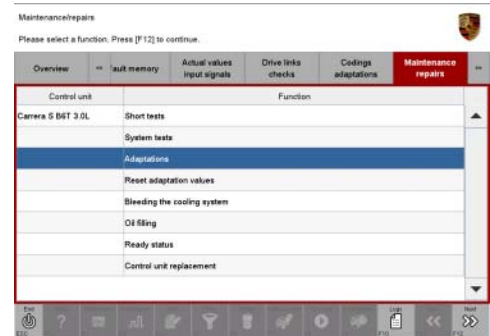 Maintenance/repairs
Please select a function. Press [F12] to continue.
Overview
<<
'ault memory
Actual values input signals
Drive links checks
Codings adaptations
Maintenance repairs
Control unit
Function
Carrera S B6T 3.0L
Short tests
System tests
Adaptations
Reset adaptation values
Bleeding the cooling system
Oil filling
Ready status
Control unit replacement
End
ESC
?
Login
F10
<<
Next
>>
F12